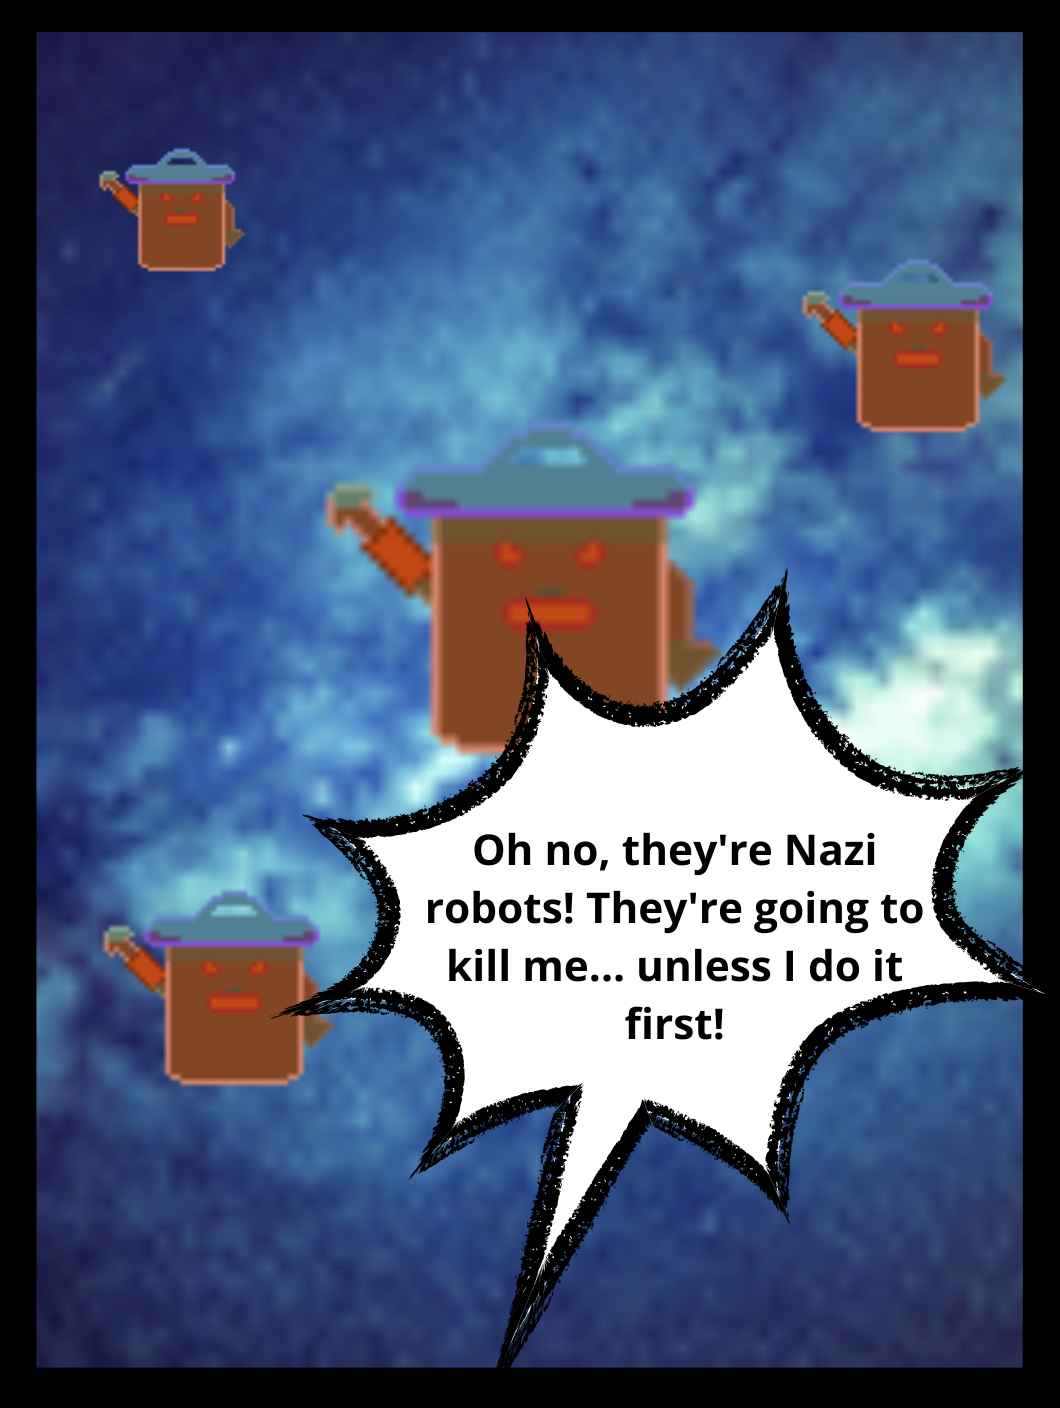 Oh no, they're Nazi
robots! They're going to
kill me... unless I do it
first!